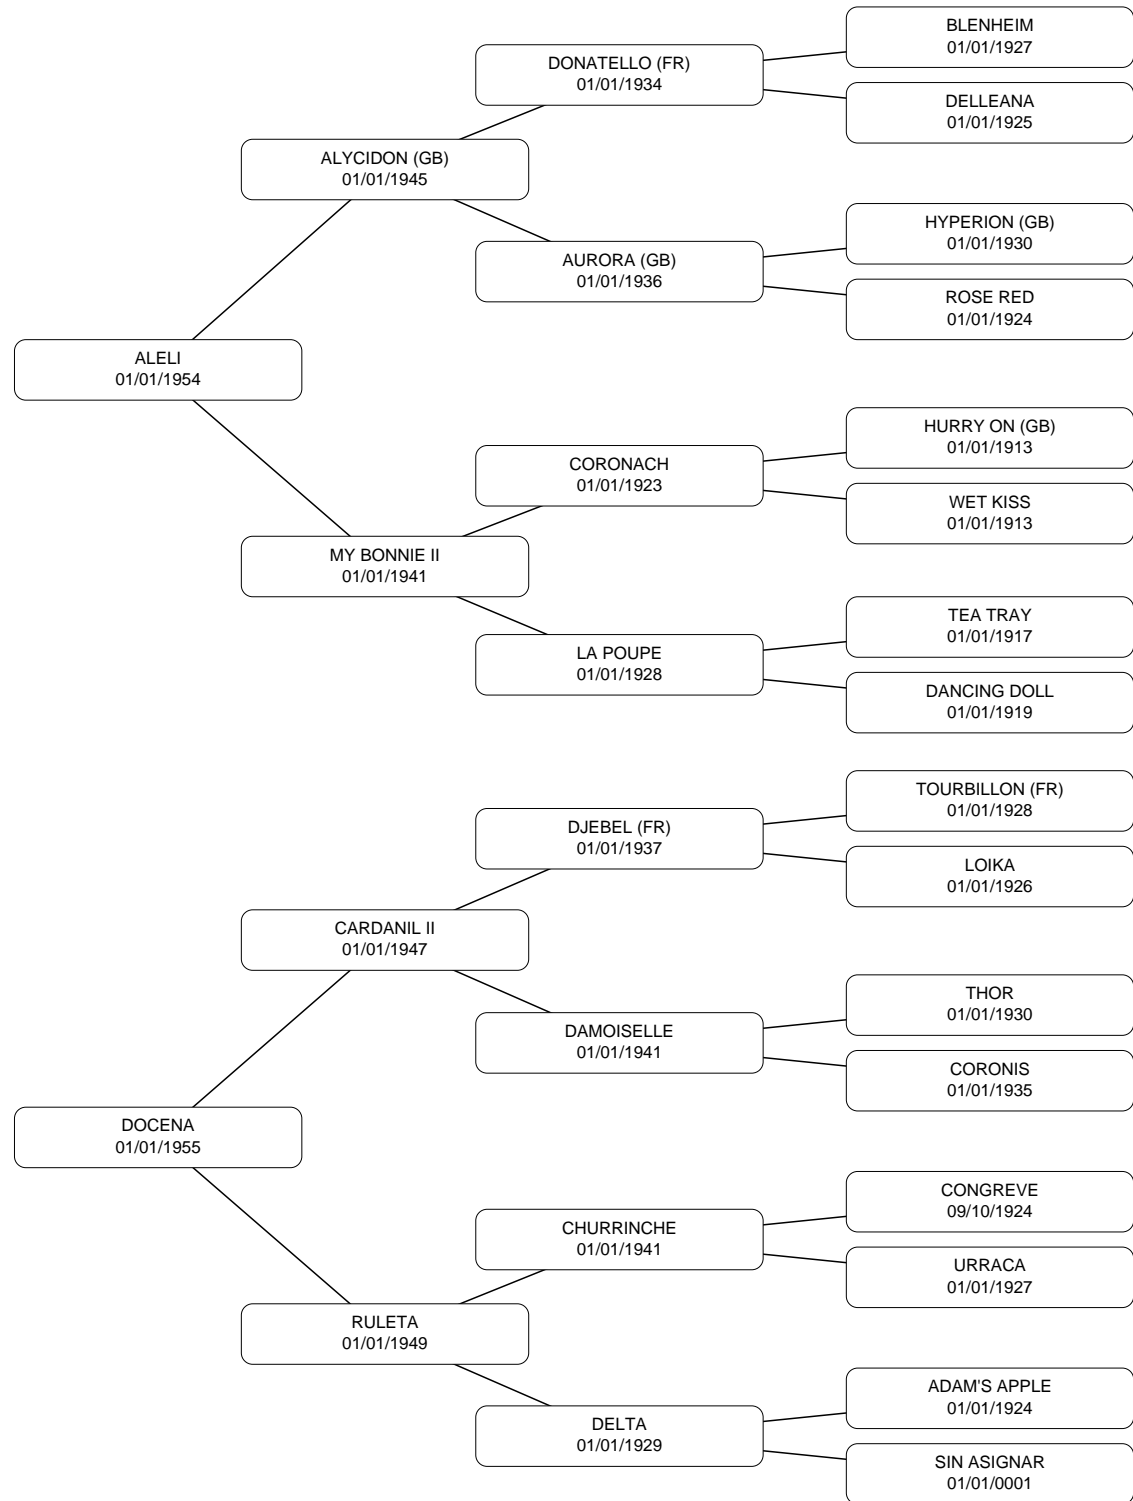 BLENHEIM
01/01/1927
DONATELLO (FR)
01/01/1934
DELLEANA
01/01/1925
ALYCIDON (GB)
01/01/1945
HYPERION (GB)
01/01/1930
AURORA (GB)
01/01/1936
ROSE RED
01/01/1924
ALELI
01/01/1954
HURRY ON (GB)
01/01/1913
CORONACH
01/01/1923
WET KISS
01/01/1913
MY BONNIE II
01/01/1941
TEA TRAY
01/01/1917
LA POUPE
01/01/1928
DANCING DOLL
01/01/1919
TOURBILLON (FR)
01/01/1928
DJEBEL (FR)
01/01/1937
LOIKA
01/01/1926
CARDANIL II
01/01/1947
THOR
01/01/1930
DAMOISELLE
01/01/1941
CORONIS
01/01/1935
DOCENA
01/01/1955
CONGREVE
09/10/1924
CHURRINCHE
01/01/1941
URRACA
01/01/1927
RULETA
01/01/1949
ADAM'S APPLE
01/01/1924
DELTA
01/01/1929
SIN ASIGNAR
01/01/0001